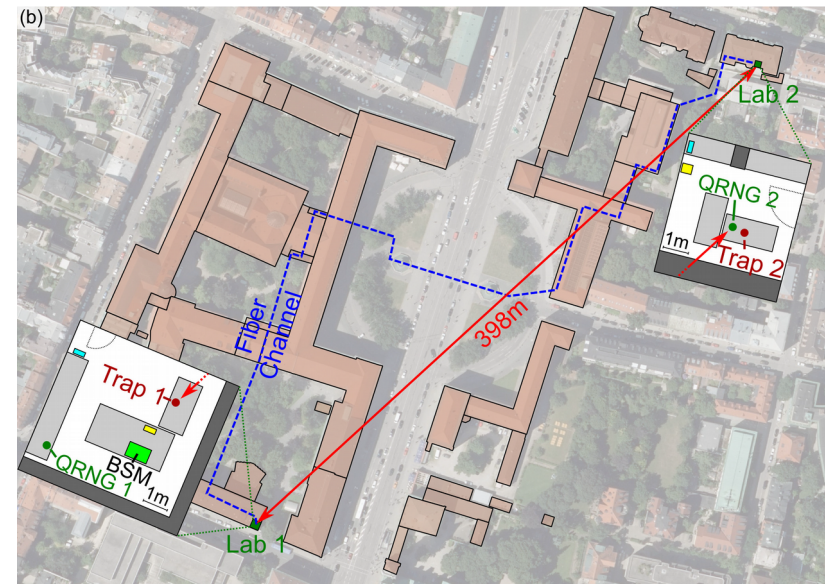 (b)
Lab 2
QRNG 2
1m
Trap 2
398m
Fiber
Channel
Trap 1
QRNG 1
BSM
1m
Lab 1